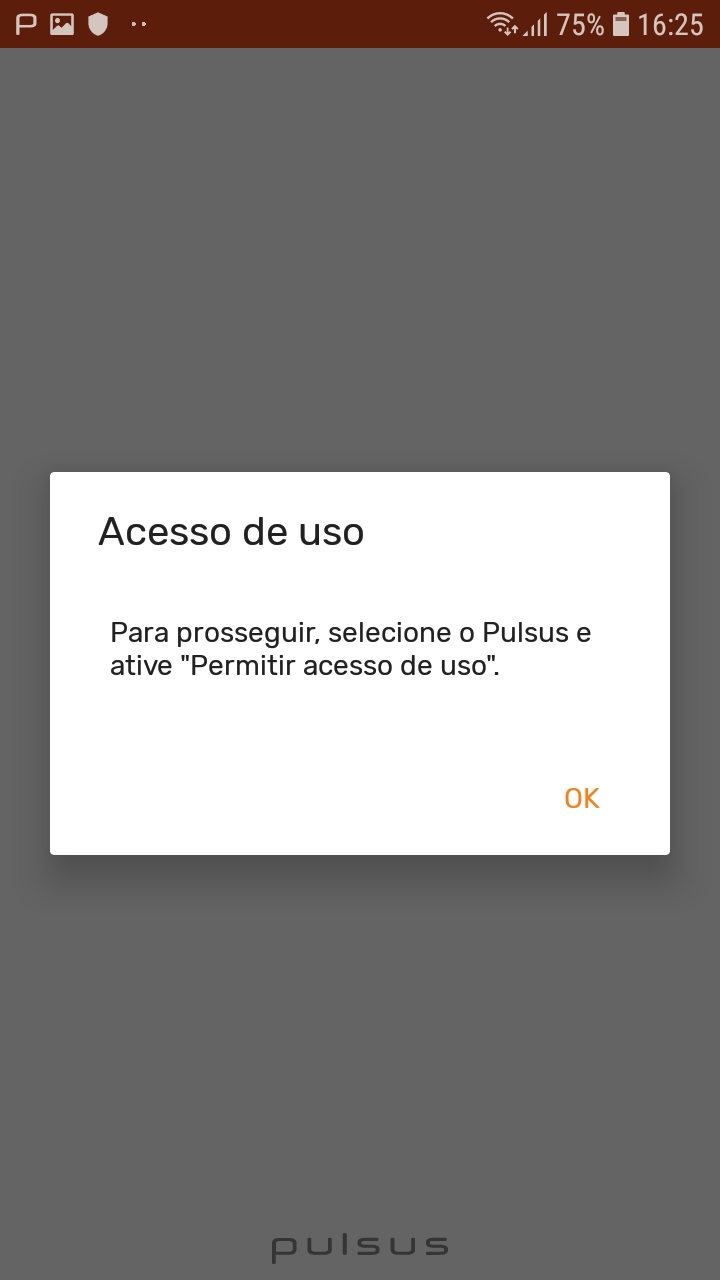 75% 16:25
Acesso de uso
Para prosseguir, selecione o Pulsus e
ative "Permitir acesso de uso".
OK
pulsus